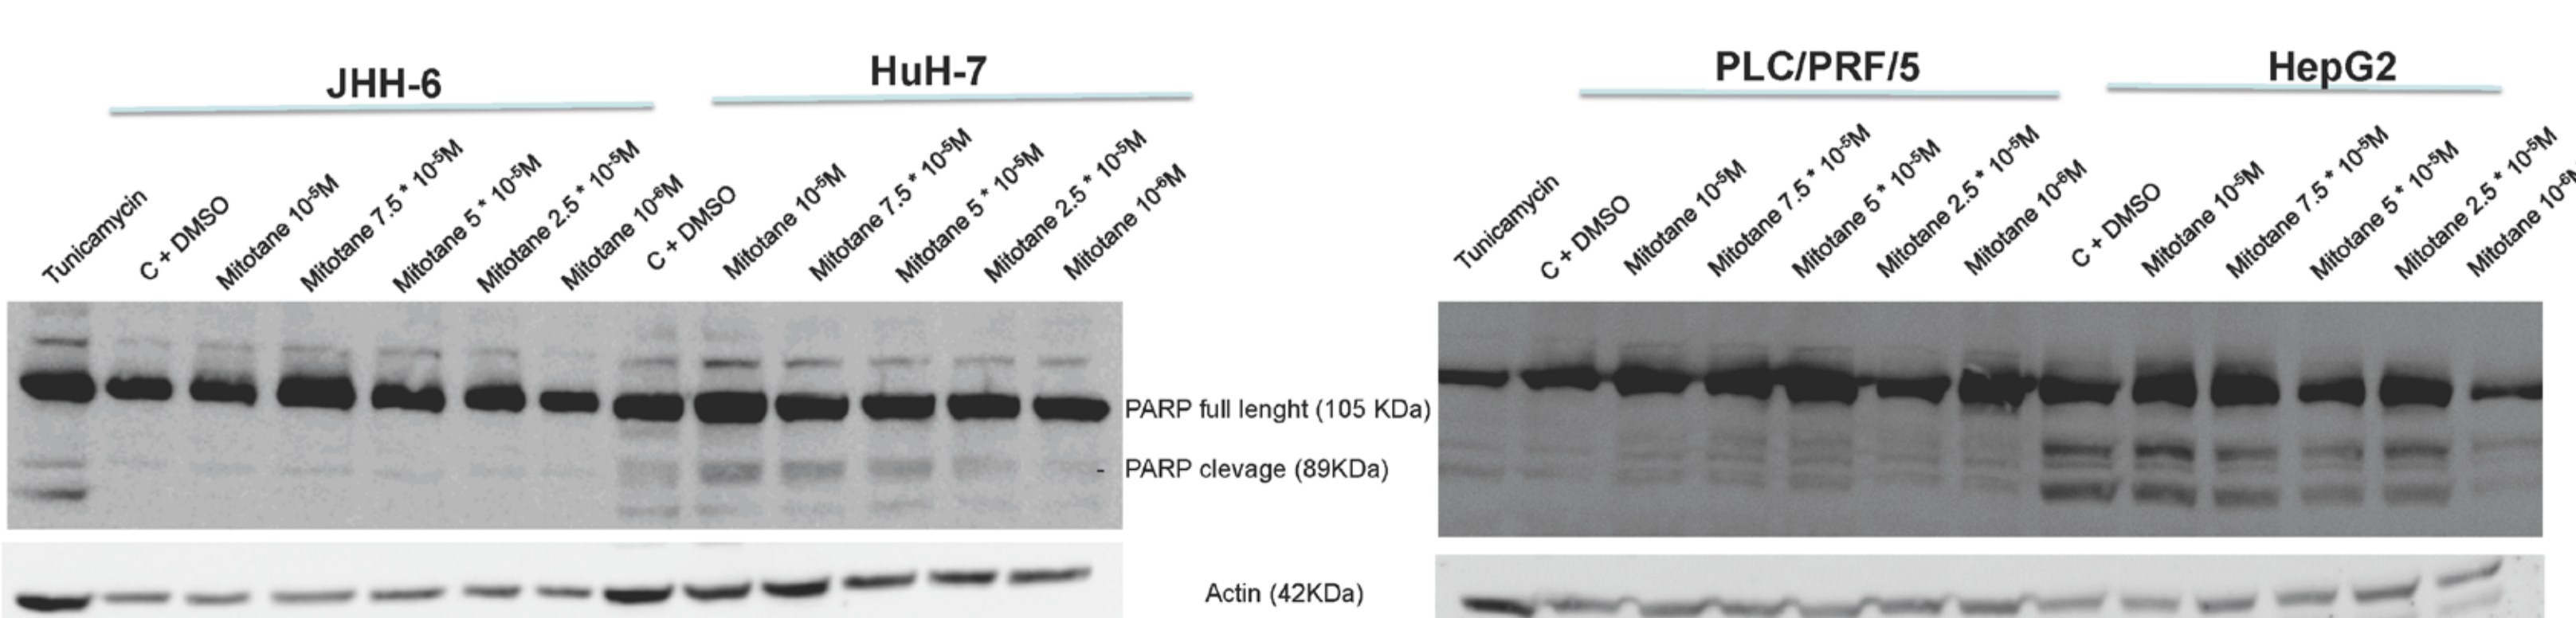 JHH-6
HuH-7
PLC/PRF/5
HepG2
Tunicamycin
C + DMSO
Mitotane 10-5M
Mitotane 7.5 * 10-5M
Mitotane 5 * 10-5M
Mitotane 2.5 * 10-5M
Mitotane 10-6M
C + DMSO
Mitotane 10-5M
Mitotane 7.5 * 10-5M
Mitotane 5 * 10-5M
Mitotane 2.5 * 10-5M
Mitotane 10-6M
Tunicamycin
C + DMSO
Mitotane 10-5M
Mitotane 7.5 * 10-5M
Mitotane 5 * 10-5M
Mitotane 2.5 * 10-5M
Mitotane 10-6M
C + DMSO
Mitotane 10-5M
Mitotane 7.5 * 10-5M
Mitotane 5 * 10-5M
Mitotane 2.5 * 10-5M
Mitotane 10-6M
PARP full lenght (105 KDa)
- PARP clevage (89KDa)
Actin (42KDa)